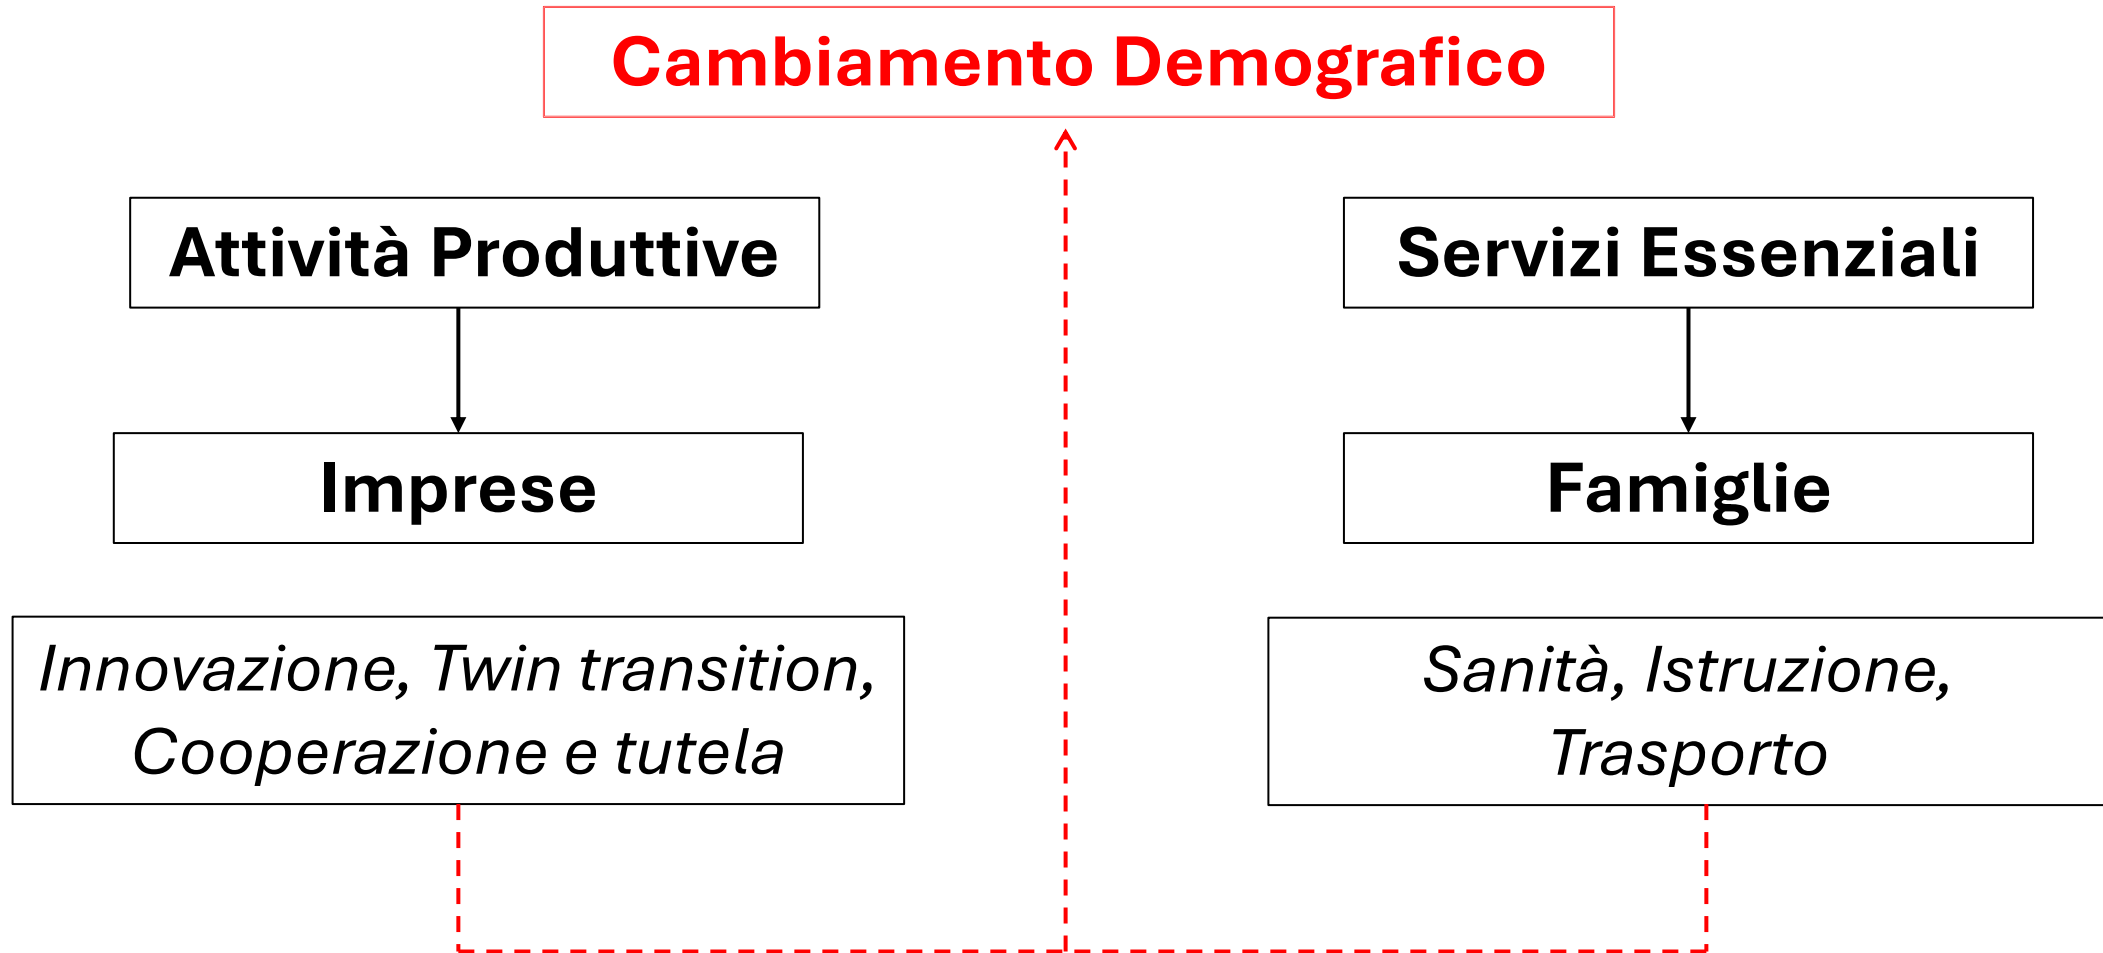 Cambiamento Demografico
Attività Produttive
Servizi Essenziali
Imprese
Famiglie
Innovazione, Twin transition,
Cooperazione e tutela
Sanità, Istruzione,
Trasporto